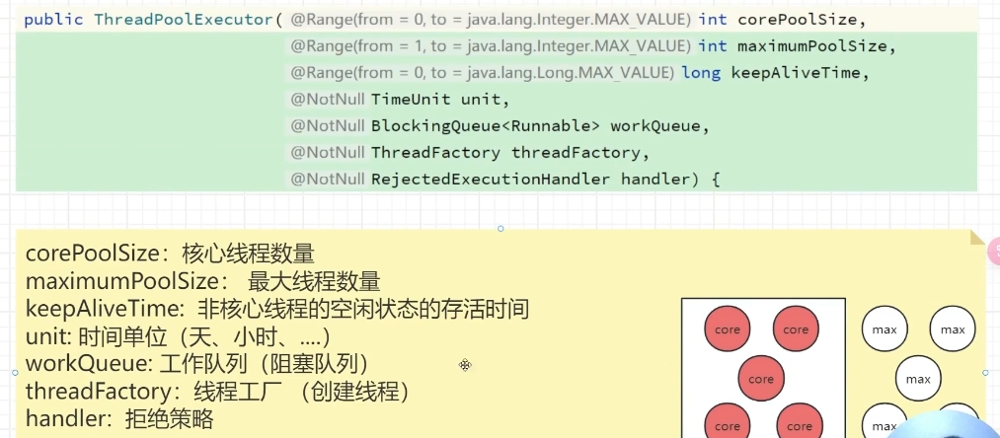 public ThreadPoolExecutor( @Range(from = 0, to = java.lang.Integer.MAX_VALUE) int corePoolSize,
@Range(from = 1, to = java.lang.Integer.MAX_VALUE) int maximumPoolSize,
@Range(from = 0, to = java.lang.Long.MAX_VALUE) long keepAliveTime,
@NotNull TimeUnit unit,
@NotNull BlockingQueue<Runnable> workQueue,
@NotNull ThreadFactory threadFactory,
@NotNull RejectedExecutionHandler handler) {
corePoolSize：核心线程数量
maximumPoolSize： 最大线程数量
keepAliveTime: 非核心线程的空闲状态的存活时间
unit: 时间单位（天、小时、....）
workQueue: 工作队列（阻塞队列）
threadFactory：线程工厂 （创建线程）
handler: 拒绝策略
core core max max
core max
core core max